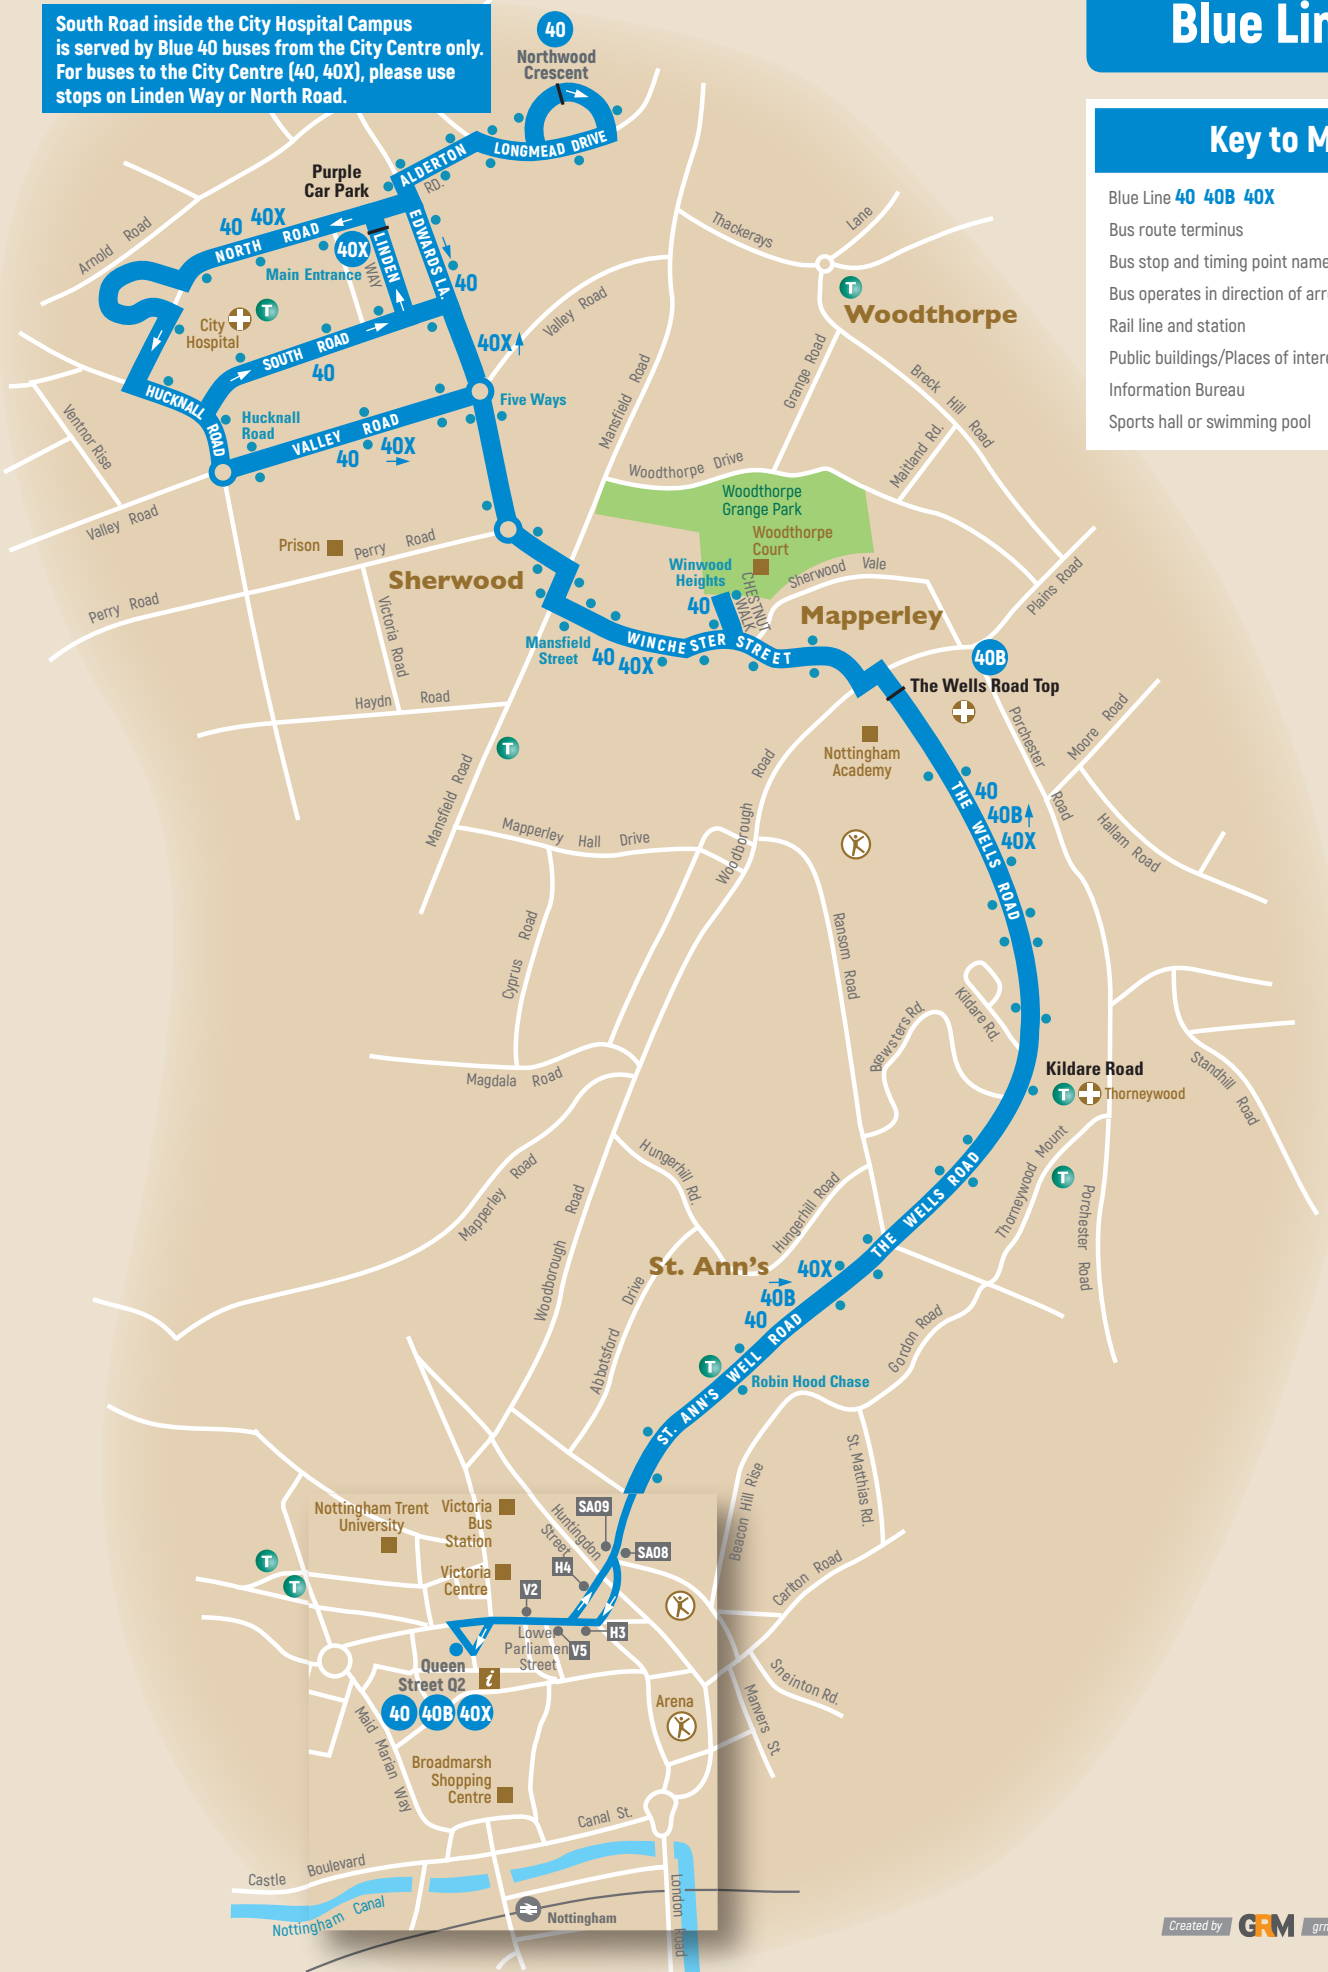 South Road inside the City Hospital Campus
is served by Blue 40 buses from the City Centre only.
For buses to the City Centre (40, 40X), please use
stops on Linden Way or North Road.
40
Northwood
Crescent
Blue Lin
Key to M
Blue Line 40 40B 40X
Bus route terminus
Bus stop and timing point name
Bus operates in direction of arr
Rail line and station
Public buildings/Places of intere
Information Bureau
Sports hall or swimming pool
LONGMEAD DRIVE
ALDERTON
RD.
Purple
Car Park
40 40X
NORTH ROAD
Arnold Road
40X
Main Entrance
LINDEN
WAY
EDWARDS LA.
40
T
City
Hospital
SOUTH ROAD
40
40X
Valley Road
HUCKNALL
ROAD
Hucknall
Road
VALLEY ROAD
40 40X
Five Ways
Ventnor Rise
Valley Road
Thackerays
Lane
T
Woodthorpe
Mansfield Road
Grange Road
Breck Hill Road
Maitland Rd.
Woodthorpe Drive
Woodthorpe
Grange Park
Woodthorpe
Court
Prison
Perry Road
Perry Road
Sherwood
Victoria Road
Winwood
Heights
40
CHESTNUT
WALK
Sherwood Vale
Plains Road
Mapperley
Mansfield
Street
40
40X
WINCHESTER STREET
40B
The Wells Road Top
Haydn Road
T
Nottingham
Academy
Porchester
Road
Moore Road
Hallam Road
Mansfield Road
Mapperley Hall Drive
Woodborough Road
THE WELLS ROAD
40
40B
40X
Cyprus Road
Ransom Road
Kildare Rd.
Brewsters Rd.
Magdala Road
Kildare Road
T
Thorneywood
Standhill Road
Mapperley Road
Hungerhill Rd.
Hungerhill Road
THE WELLS ROAD
Thorneywood Mount
T
Porchester Road
Woodborough Road
St. Ann's
40X
40B
40
Abbotsford Drive
ST. ANN'S WELL ROAD
Gordon Road
T
Robin Hood Chase
Beacon Hill Rise
St. Matthias Rd.
Nottingham Trent
University
Victoria
Bus
Station
Huntingdon
Street
SA09
SA08
H4
Victoria
Centre
V2
T
T
Carlton Road
Lower
Parliament
Street
V5
H3
Queen
Street Q2
i
40
40B
40X
Sneinton Rd.
Manvers St
Arena
Maid Marian Way
Broadmarsh
Shopping
Centre
Canal St.
Castle Boulevard
Nottingham Canal
Nottingham
London Road
Created by
GRM
grm